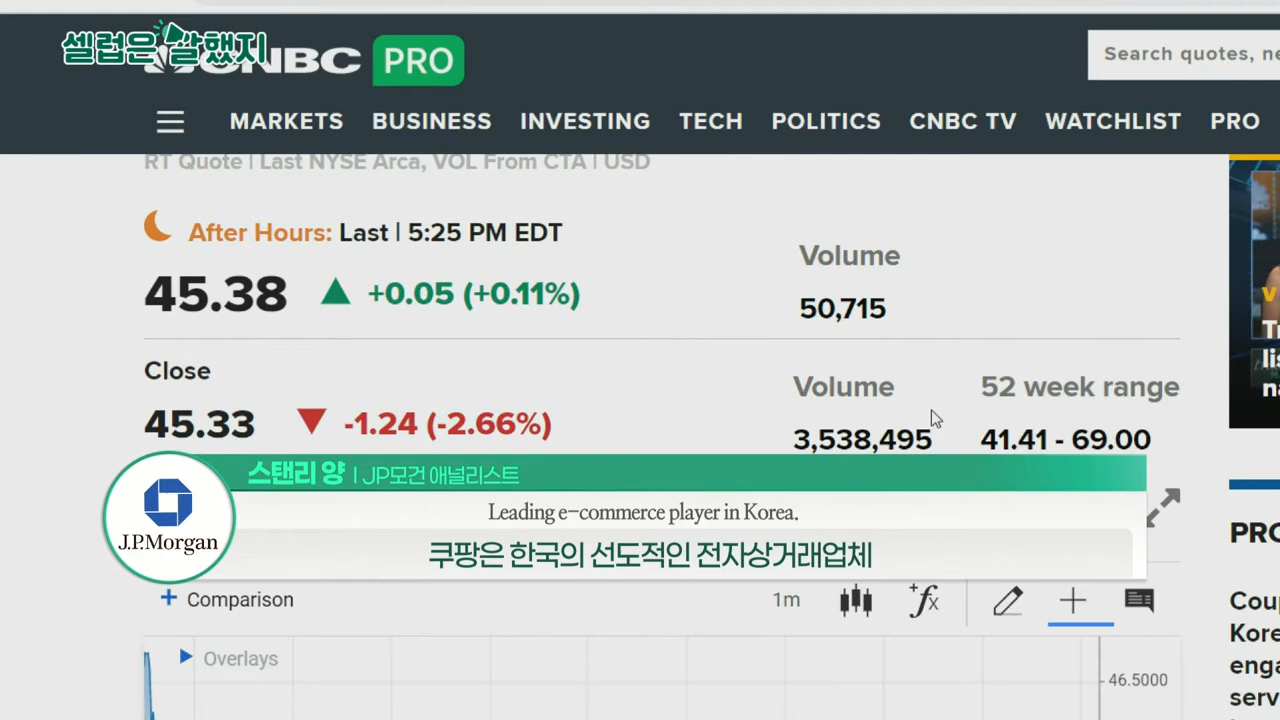 셀럽은 알했지
CNBC PRO
Search quotes, ne
MARKETS BUSINESS INVESTING TECH POLITICS CNBC TV WATCHLIST PRO
RT Quote | Last NYSE Arca, VOL From CTA | USD
After Hours: Last | 5:25 PM EDT
45.38 +0.05 (+0.11%)
Volume
50,715
Close
45.33 -1.24 (-2.66%)
Volume
3,538,495
52 week range
41.41 - 69.00
스탠리 양 | JP모건 애널리스트
J.P.Morgan
Leading e-commerce player in Korea.
쿠팡은 한국의 선도적인 전자상거래업체
+ Comparison
1m
Overlays
46.5000
PRO
Coup
Kore
enga
serv